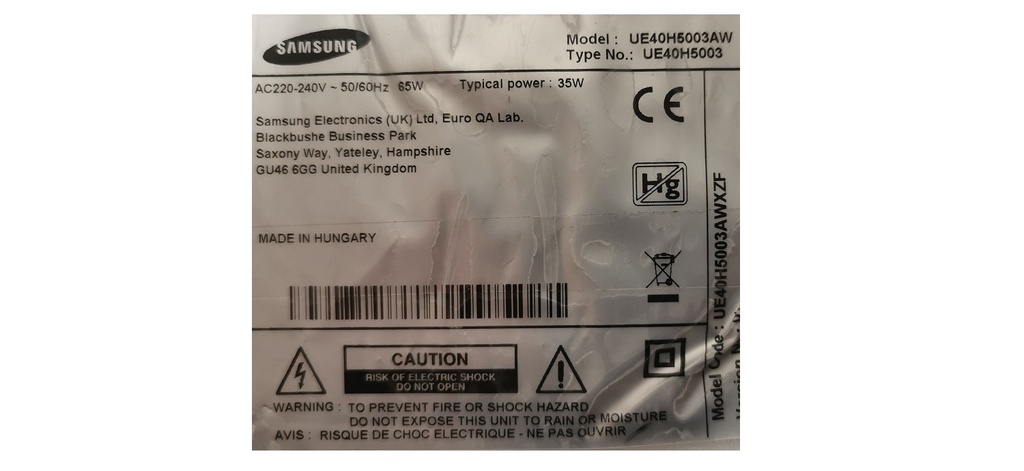 SAMSUNG
Model : UE40H5003AW
Type No.: UE40H5003
AC220-240V ~ 50/60Hz 65W Typical power : 35W
Samsung Electronics (UK) Ltd, Euro QA Lab.
Blackbushe Business Park
Saxony Way, Yateley, Hampshire
GU46 6GG United Kingdom
CE
Hg
MADE IN HUNGARY
CAUTION
RISK OF ELECTRIC SHOCK
DO NOT OPEN
WARNING : TO PREVENT FIRE OR SHOCK HAZARD
DO NOT EXPOSE THIS UNIT TO RAIN OR MOISTURE
AVIS : RISQUE DE CHOC ELECTRIQUE - NE PAS OUVRIR
Model Code : UE40H5003AWXZF
Version